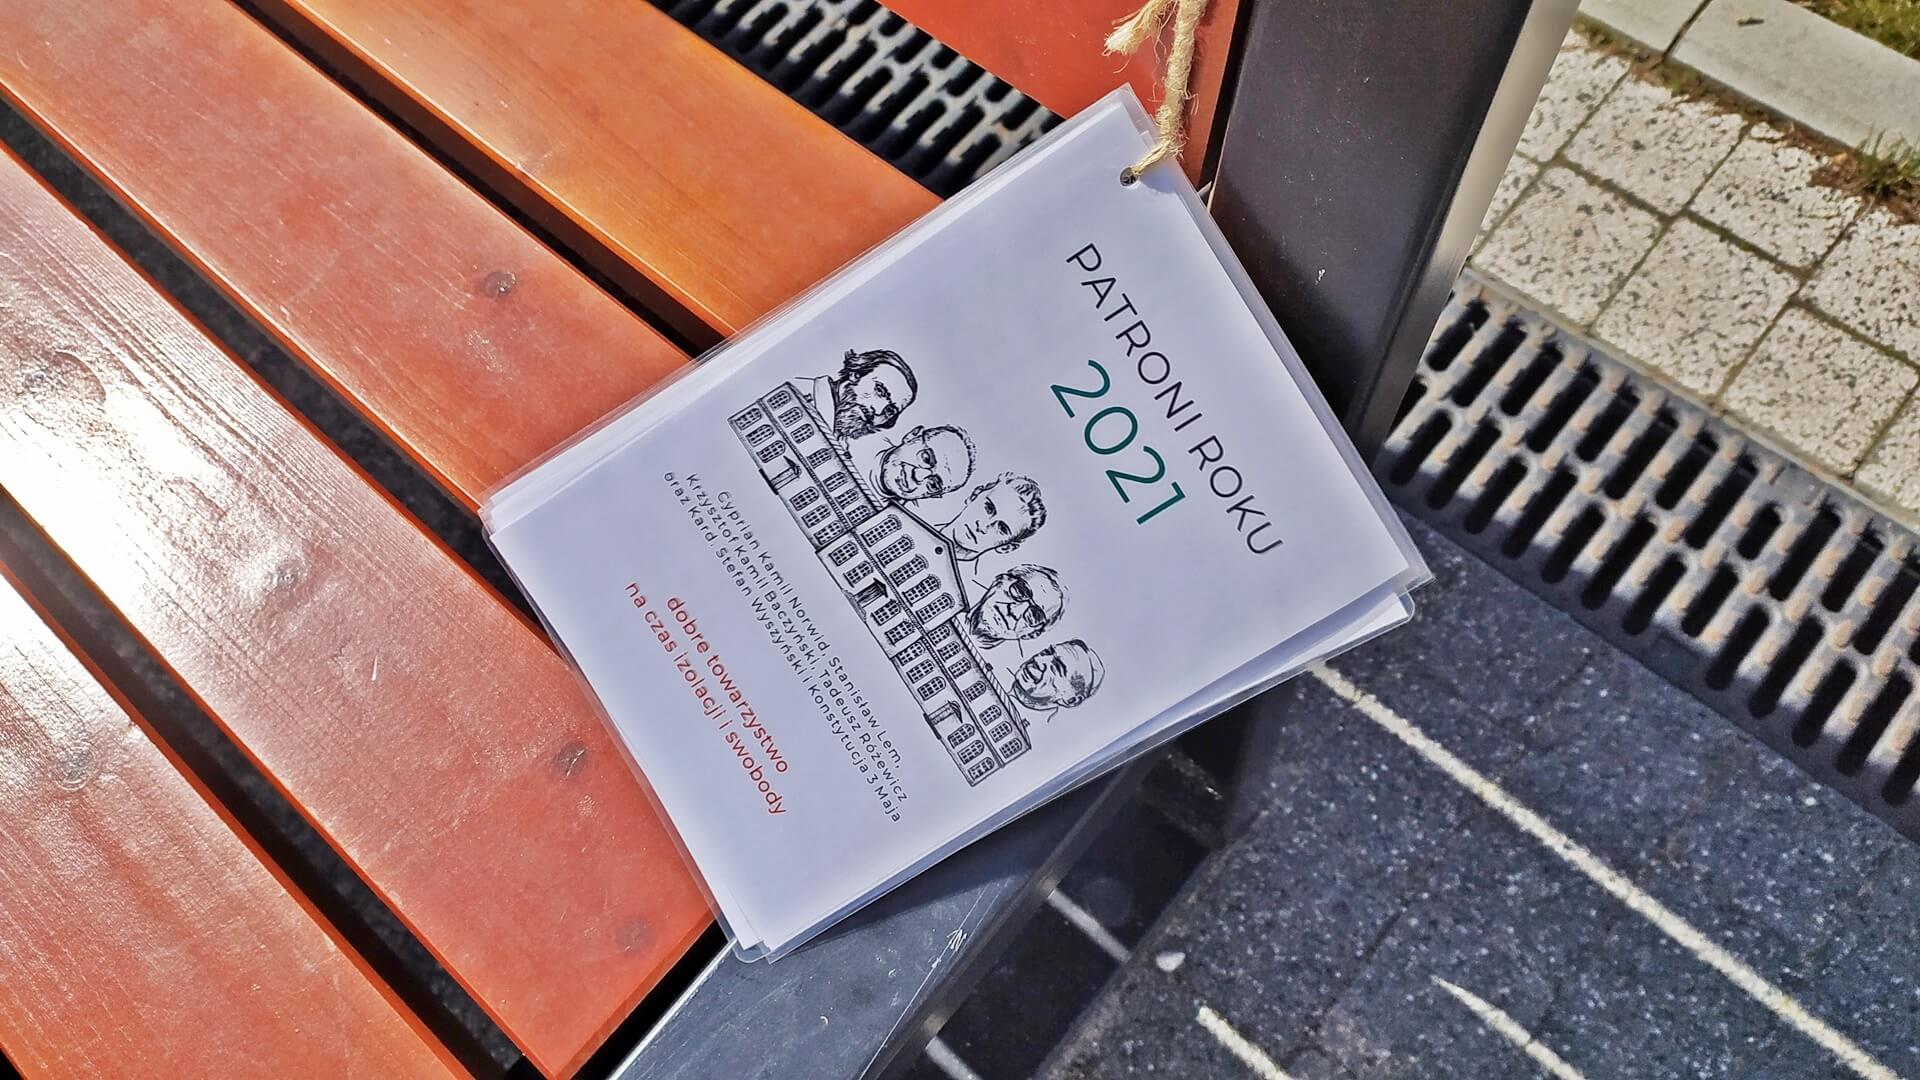 PATRONI ROKU
2021
Cyprian Kamil Norwid, Stanisław Lem,
Krzysztof Kamil Baczyński, Tadeusz Różewicz
oraz Kard. Stefan Wyszyński i Konstytucja 3 Maja
dobre towarzystwo
na czas izolacji i swobody